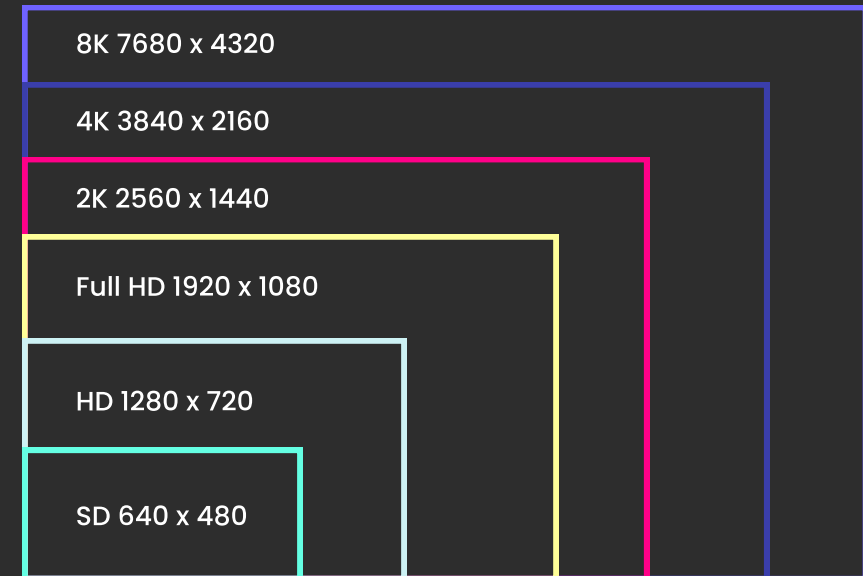 8K 7680 x 4320
4K 3840 x 2160
2K 2560 x 1440
Full HD 1920 x 1080
HD 1280 x 720
SD 640 x 480